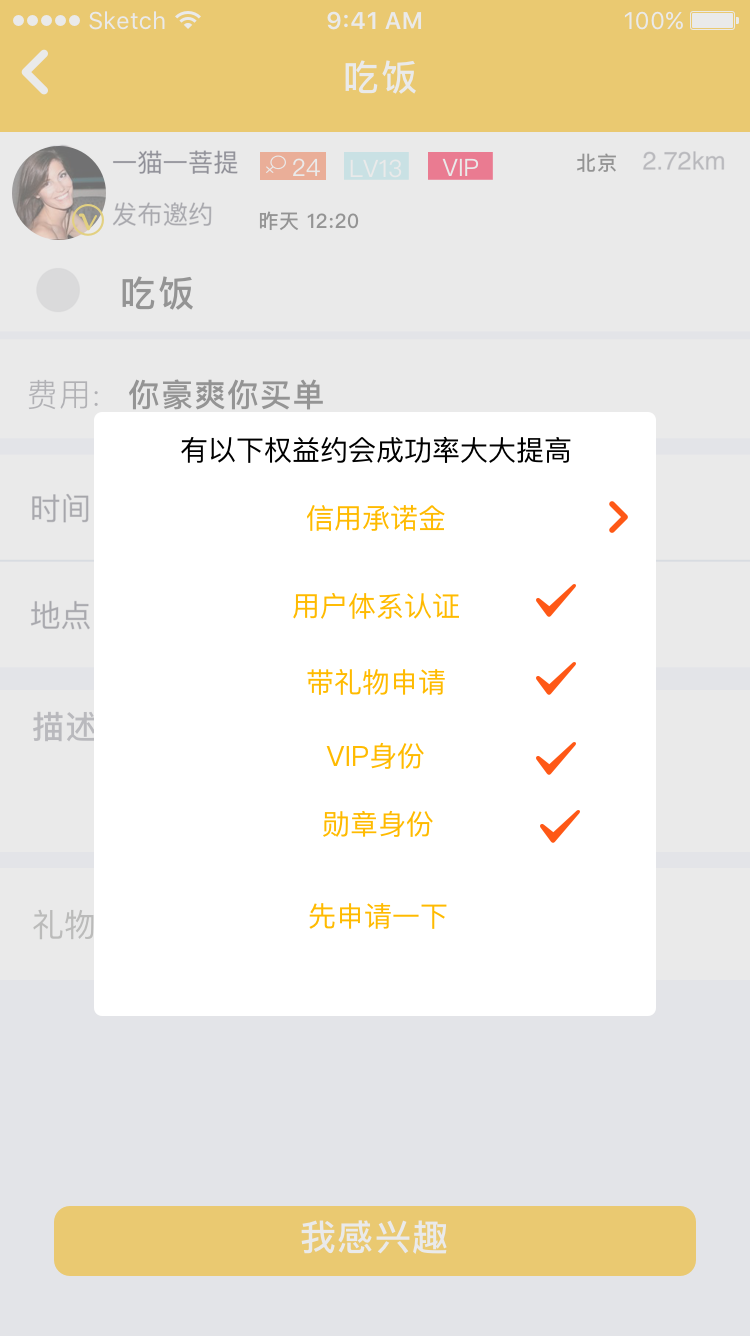 Sketch 9:41 AM 100%
吃饭
一猫一菩提 24 LV13 VIP 北京 2.72km
发布邀约 昨天 12:20
吃饭
费用: 你豪爽你买单
有以下权益约会成功率大大提高
信用承诺金
时间
用户体系认证
地点
带礼物申请
描述
VIP身份
勋章身份
先申请一下
礼物
我感兴趣